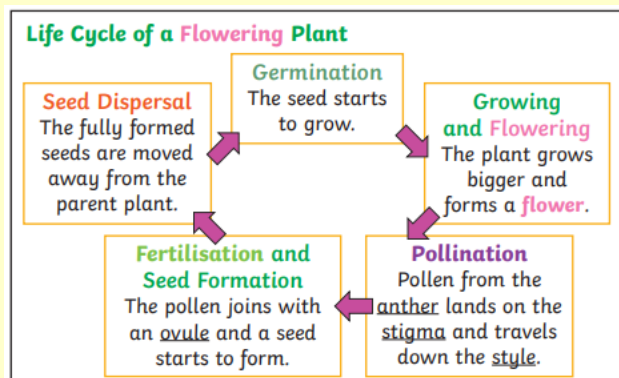 Life Cycle of a Flowering Plant
Germination
The seed starts
to grow.
Growing
and Flowering
The plant grows
bigger and
forms a flower.
Pollination
Pollen from the
anther lands on the
stigma and travels
down the style.
Fertilisation and
Seed Formation
The pollen joins with
an ovule and a seed
starts to form.
Seed Dispersal
The fully formed
seeds are moved
away from the
parent plant.